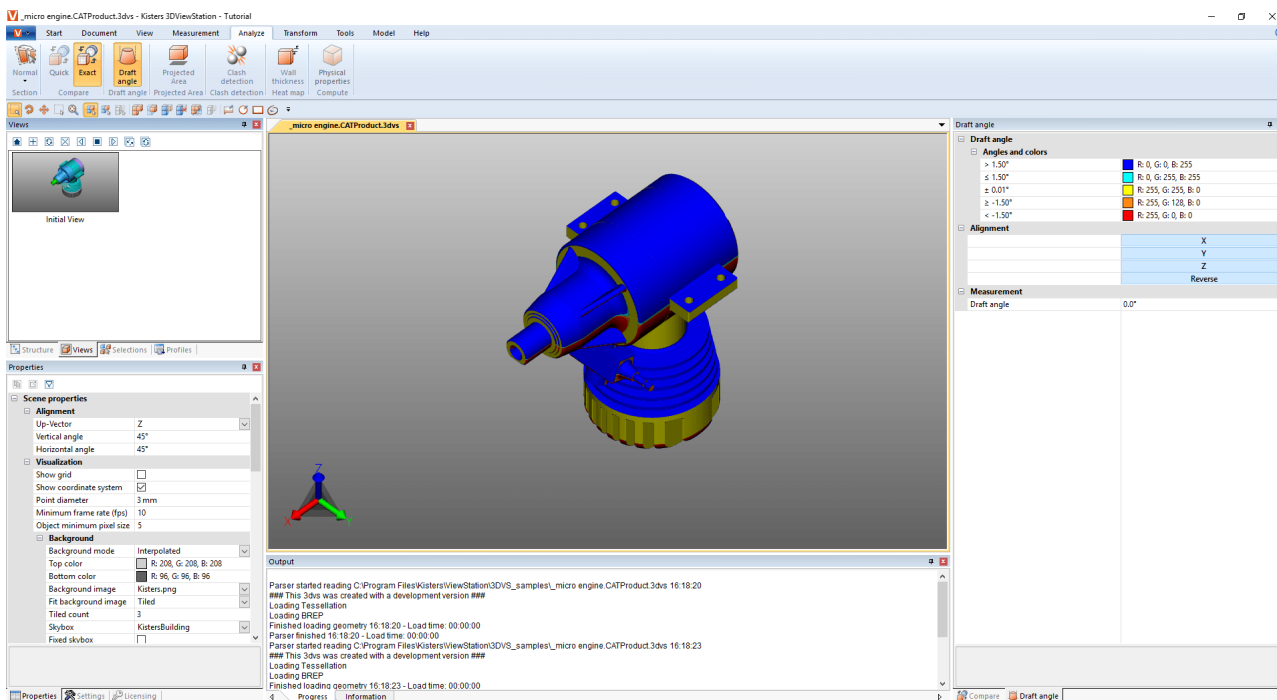 _micro engine.CATProduct.3dvs - Kisters 3DViewStation - Tutorial
V Start Document View Measurement Analyze Transform Tools Model Help
Normal Quick Exact Draft angle Projected Area Clash detection Wall thickness Physical properties
Section Compare Draft angle Projected Area Clash detection Heat map Compute
Views
Initial View
Structure Views Selections Profiles
Properties
Scene properties
Alignment
Up-Vector Z
Vertical angle 45°
Horizontal angle 45°
Visualization
Show grid
Show coordinate system
Point diameter 3 mm
Minimum frame rate (fps) 10
Object minimum pixel size 5
Background
Background mode Interpolated
Top color R: 208, G: 208, B: 208
Bottom color R: 96, G: 96, B: 96
Background image Kisters.png
Fit background image Tiled
Tiled count 3
Skybox KistersBuilding
Fixed skybox
Properties Settings Licensing
_micro engine.CATProduct.3dvs
Z
X
Output
Parser started reading C:\Program Files\Kisters\ViewStation\3DVS_samples\_micro engine.CATProduct.3dvs 16:18:20
### This 3dvs was created with a development version ###
Loading Tessellation
Loading BREP
Finished loading geometry 16:18:20 - Load time: 00:00:00
Parser finished 16:18:20 - Load time: 00:00:00
Parser started reading C:\Program Files\Kisters\ViewStation\3DVS_samples\_micro engine.CATProduct.3dvs 16:18:23
### This 3dvs was created with a development version ###
Loading Tessellation
Loading BREP
Finished loading geometry 16:18:23 - Load time: 00:00:00
Progress Information
Draft angle
Draft angle
Angles and colors
> 1.50° R: 0, G: 0, B: 255
≤ 1.50° R: 0, G: 255, B: 255
± 0.01° R: 255, G: 255, B: 0
≥ -1.50° R: 255, G: 128, B: 0
< -1.50° R: 255, G: 0, B: 0
Alignment
X
Y
Z
Reverse
Measurement
Draft angle 0.0°
Compare Draft angle